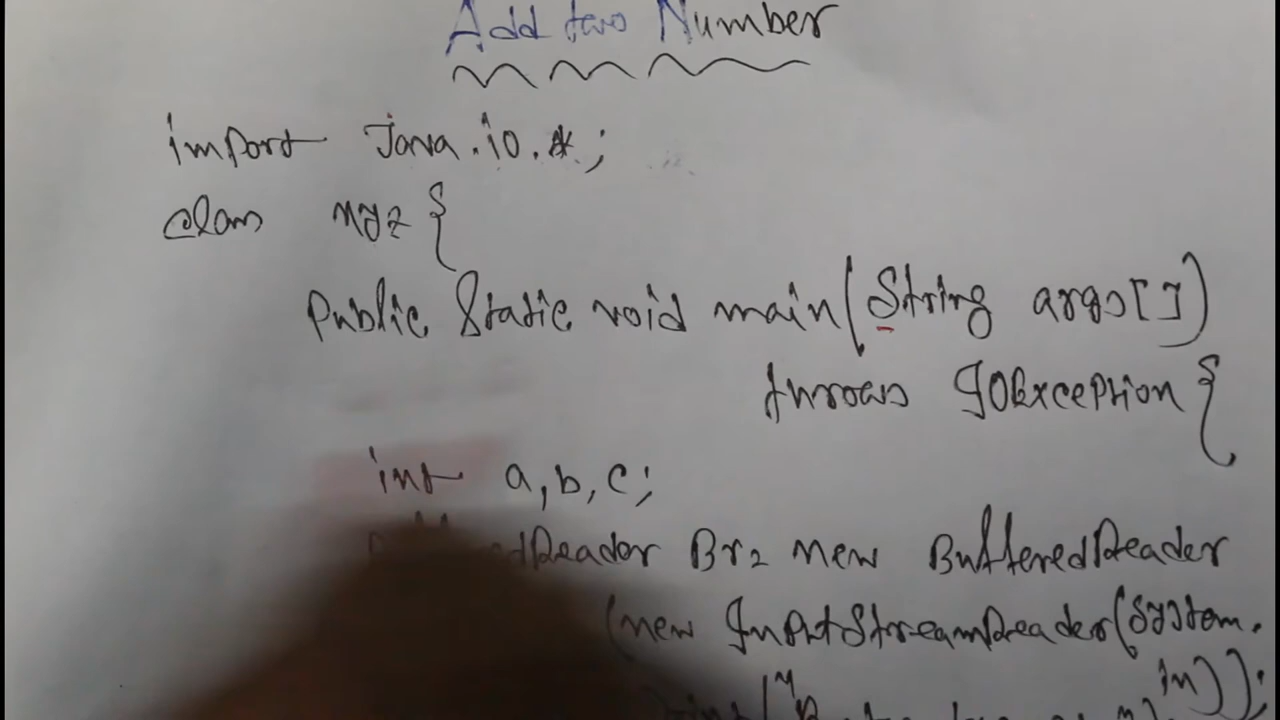 Add two Number
import Java.io.*;
class xyz {
Public Static void main(String args[])
throws IOException {
int a, b, c;
edReader Br = new BufferedReader
(new InputStreamReader(System.
in));